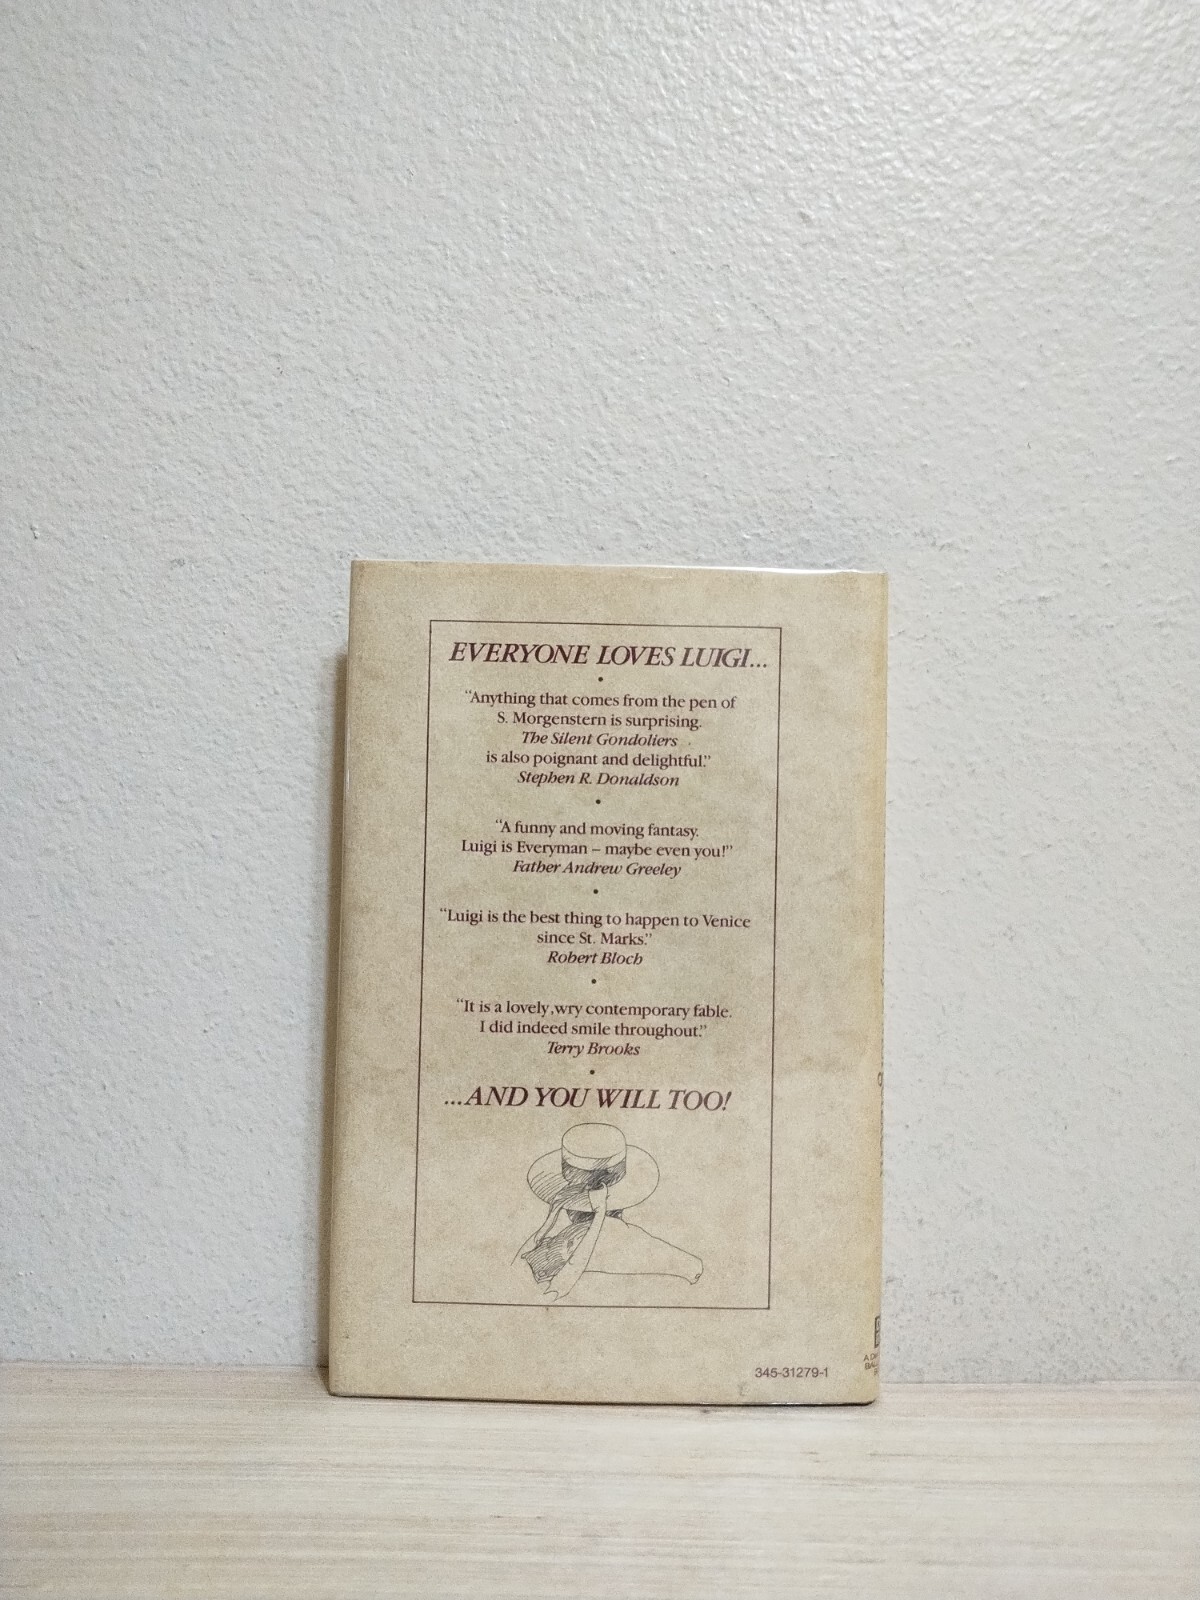 EVERYONE LOVES LUIGI...
•
“Anything that comes from the pen of
S. Morgenstern is surprising.
The Silent Gondoliers
is also poignant and delightful.”
Stephen R. Donaldson
•
“A funny and moving fantasy.
Luigi is Everyman – maybe even you!”
Father Andrew Greeley
•
“Luigi is the best thing to happen to Venice
since St. Marks.”
Robert Bloch
•
“It is a lovely, wry contemporary fable.
I did indeed smile throughout.”
Terry Brooks
•
...AND YOU WILL TOO!
345-31279-1